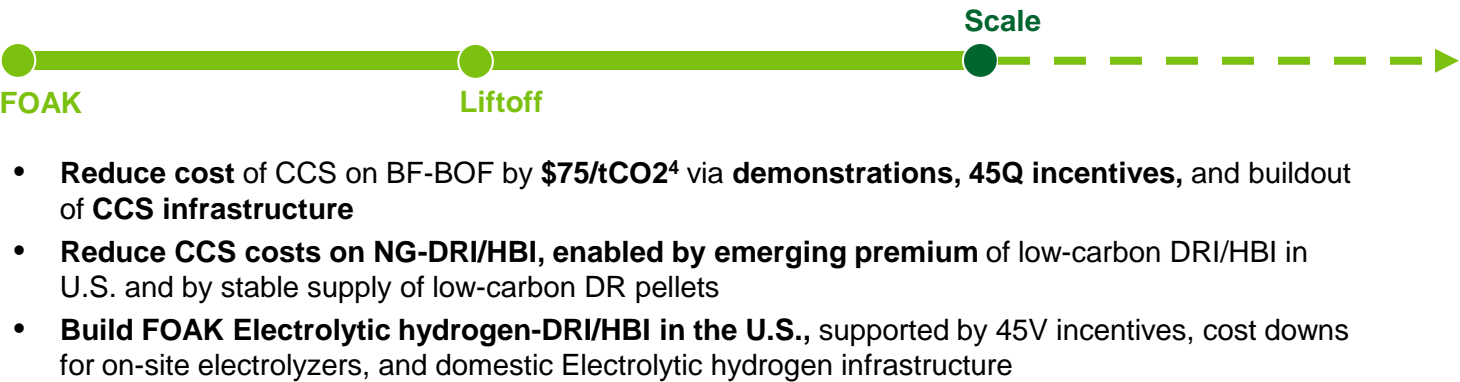 Scale
FOAK
Liftoff
• Reduce cost of CCS on BF-BOF by $75/tCO2⁴ via demonstrations, 45Q incentives, and buildout
of CCS infrastructure
• Reduce CCS costs on NG-DRI/HBI, enabled by emerging premium of low-carbon DRI/HBI in
U.S. and by stable supply of low-carbon DR pellets
• Build FOAK Electrolytic hydrogen-DRI/HBI in the U.S., supported by 45V incentives, cost downs
for on-site electrolyzers, and domestic Electrolytic hydrogen infrastructure